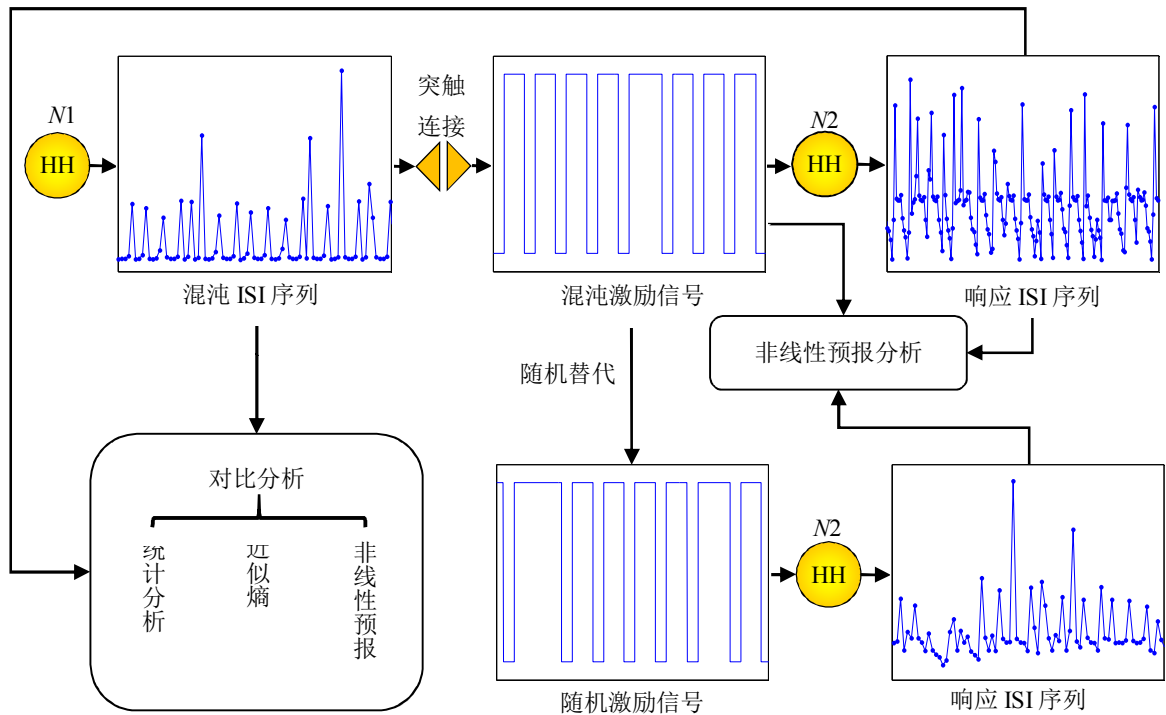 N1
HH
混沌 ISI 序列
突触
连接
混沌激励信号
N2
HH
响应 ISI 序列
非线性预报分析
随机替代
对比分析
统计分析
近似熵
非线性预报
随机激励信号
N2
HH
响应 ISI 序列